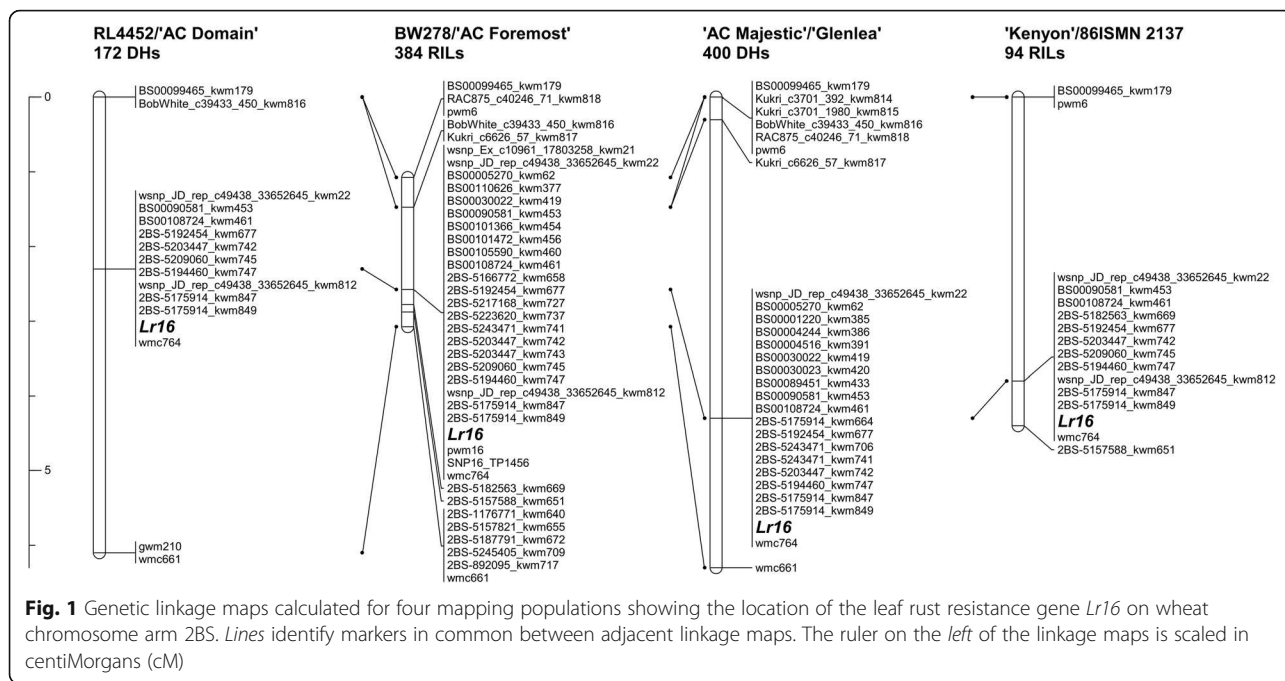 RL4452/'AC Domain'
172 DHs
BS00099465_kwm179
BobWhite_c39433_450_kwm816
wsnp_JD_rep_c49438_33652645_kwm22
BS00090581_kwm453
BS00108724_kwm461
2BS-5192454_kwm677
2BS-5203447_kwm742
2BS-5209060_kwm745
2BS-5194460_kwm747
wsnp_JD_rep_c49438_33652645_kwm812
2BS-5175914_kwm847
2BS-5175914_kwm849
Lr16
wmc764
gwm210
wmc661
0
5
BW278/'AC Foremost'
384 RILs
BS00099465_kwm179
RAC875_c40246_71_kwm818
pwm6
BobWhite_c39433_450_kwm816
Kukri_c6626_57_kwm817
wsnp_Ex_c10961_17803258_kwm21
wsnp_JD_rep_c49438_33652645_kwm22
BS00005270_kwm62
BS00110626_kwm377
BS00030022_kwm419
BS00090581_kwm453
BS00101366_kwm454
BS00101472_kwm456
BS00105590_kwm460
BS00108724_kwm461
2BS-5166772_kwm658
2BS-5192454_kwm677
2BS-5217168_kwm727
2BS-5223620_kwm737
2BS-5243471_kwm741
2BS-5203447_kwm742
2BS-5203447_kwm743
2BS-5209060_kwm745
2BS-5194460_kwm747
wsnp_JD_rep_c49438_33652645_kwm812
2BS-5175914_kwm847
2BS-5175914_kwm849
Lr16
pwm16
SNP16_TP1456
wmc764
2BS-5182563_kwm669
2BS-5157588_kwm651
2BS-1176771_kwm640
2BS-5157821_kwm655
2BS-5187791_kwm672
2BS-5245405_kwm709
2BS-892095_kwm717
wmc661
'AC Majestic'/'Glenlea'
400 DHs
BS00099465_kwm179
Kukri_c3701_392_kwm814
Kukri_c3701_1980_kwm815
BobWhite_c39433_450_kwm816
RAC875_c40246_71_kwm818
pwm6
Kukri_c6626_57_kwm817
wsnp_JD_rep_c49438_33652645_kwm22
BS00005270_kwm62
BS00001220_kwm385
BS00004244_kwm386
BS00004516_kwm391
BS00030022_kwm419
BS00030023_kwm420
BS00089451_kwm433
BS00090581_kwm453
BS00108724_kwm461
2BS-5175914_kwm664
2BS-5192454_kwm677
2BS-5243471_kwm706
2BS-5243471_kwm741
2BS-5203447_kwm742
2BS-5194460_kwm747
2BS-5175914_kwm847
2BS-5175914_kwm849
Lr16
wmc764
wmc661
'Kenyon'/86ISMN 2137
94 RILs
BS00099465_kwm179
pwm6
wsnp_JD_rep_c49438_33652645_kwm22
BS00090581_kwm453
BS00108724_kwm461
2BS-5182563_kwm669
2BS-5192454_kwm677
2BS-5203447_kwm742
2BS-5209060_kwm745
2BS-5194460_kwm747
wsnp_JD_rep_c49438_33652645_kwm812
2BS-5175914_kwm847
2BS-5175914_kwm849
Lr16
wmc764
2BS-5157588_kwm651
Fig. 1 Genetic linkage maps calculated for four mapping populations showing the location of the leaf rust resistance gene Lr16 on wheat
chromosome arm 2BS. Lines identify markers in common between adjacent linkage maps. The ruler on the left of the linkage maps is scaled in
centiMorgans (cM)